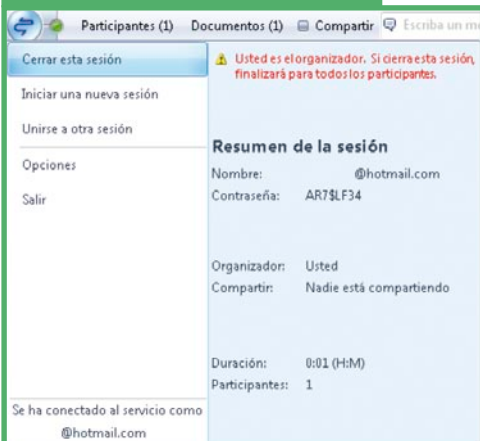 Participantes (1) Documentos (1) Compartir Escriba un
Cerrar esta sesión
Iniciar una nueva sesión
Unirse a otra sesión
Opciones
Salir
Se ha conectado al servicio como
@hotmail.com
Usted es el organizador. Si cierra esta sesión,
finalizará para todos los participantes.
Resumen de la sesión
Nombre: @hotmail.com
Contraseña: AR7$LF34
Organizador: Usted
Compartir: Nadie está compartiendo
Duración: 0:01 (H:M)
Participantes: 1